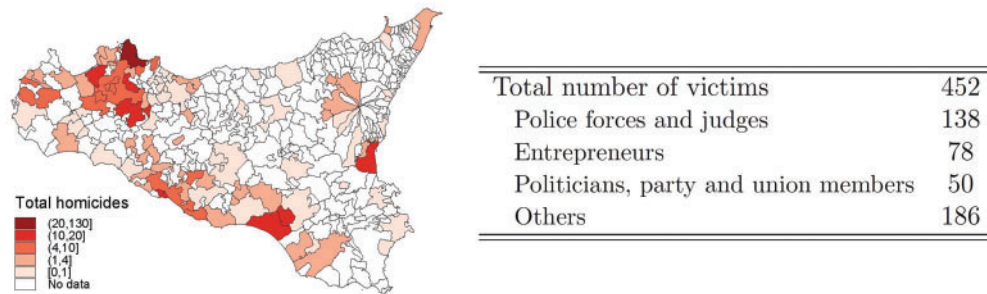 Total homicides
(20,130]
(10,20]
(4,10]
(1,4]
[0,1]
No data
Total number of victims 452
Police forces and judges 138
Entrepreneurs 78
Politicians, party and union members 50
Others 186